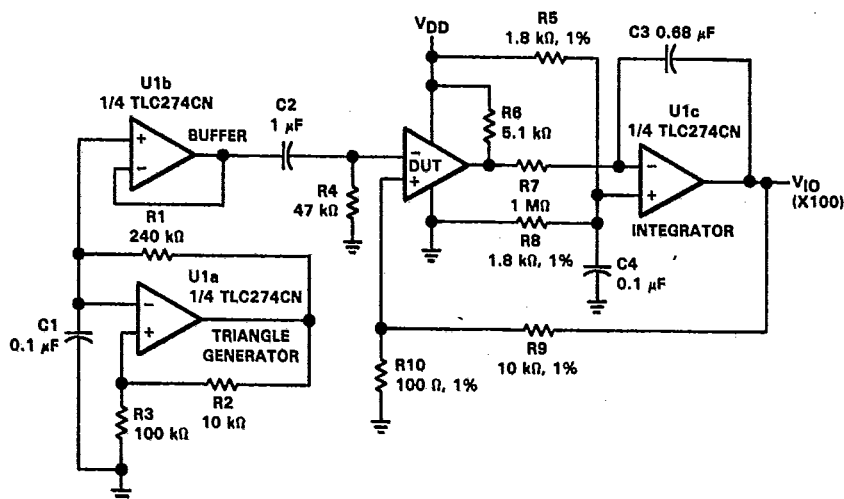 VDD
R5
1.8 kΩ, 1%
C3 0.68 μF
U1b
1/4 TLC274CN
BUFFER
C2
1 μF
+
−
R6
5.1 kΩ
U1c
1/4 TLC274CN
−
DUT
+
R7
1 MΩ
−
+
VIO
(X100)
R4
47 kΩ
R8
1.8 kΩ, 1%
INTEGRATOR
C4
0.1 μF
R1
240 kΩ
U1a
1/4 TLC274CN
−
+
TRIANGLE
GENERATOR
C1
0.1 μF
R2
10 kΩ
R3
100 kΩ
R9
10 kΩ, 1%
R10
100 Ω, 1%